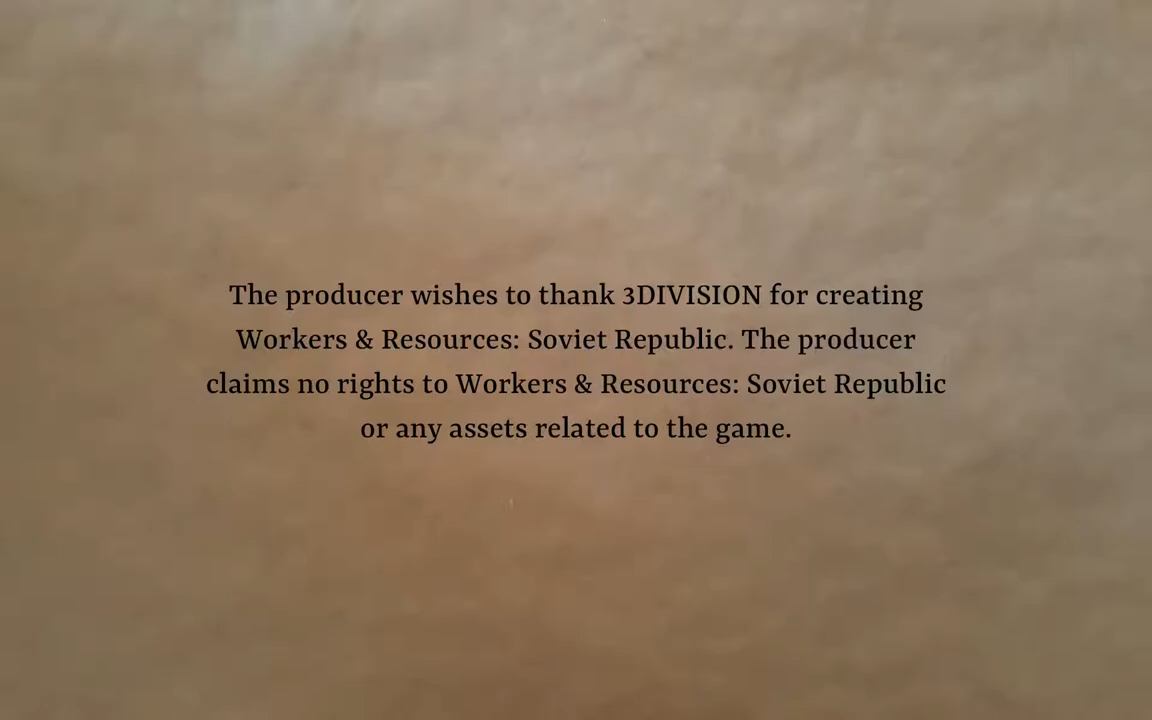 The producer wishes to thank 3DIVISION for creating
Workers & Resources: Soviet Republic. The producer
claims no rights to Workers & Resources: Soviet Republic
or any assets related to the game.